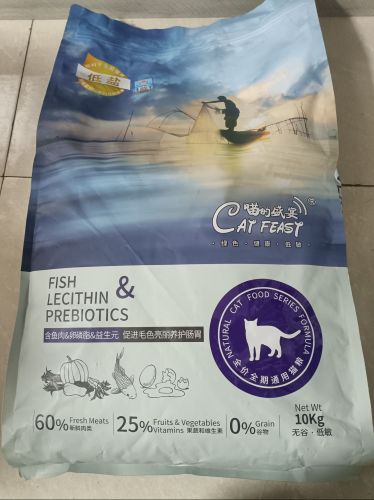 低盐
喵的盛宴®
CAT FEAST
·绿色·健康·低敏·
FISH
LECITHIN &
PREBIOTICS
含鱼肉&卵磷脂&益生元 促进毛色亮丽养护肠胃
NATURAL CAT FOOD SERIES FORMULA
全价全期通用猫粮
60% Fresh Meats
新鲜肉类
25% Fruits & Vegetables
Vitamins 果蔬和维生素
0% Grain
谷物
Net Wt
10Kg
无谷·低敏